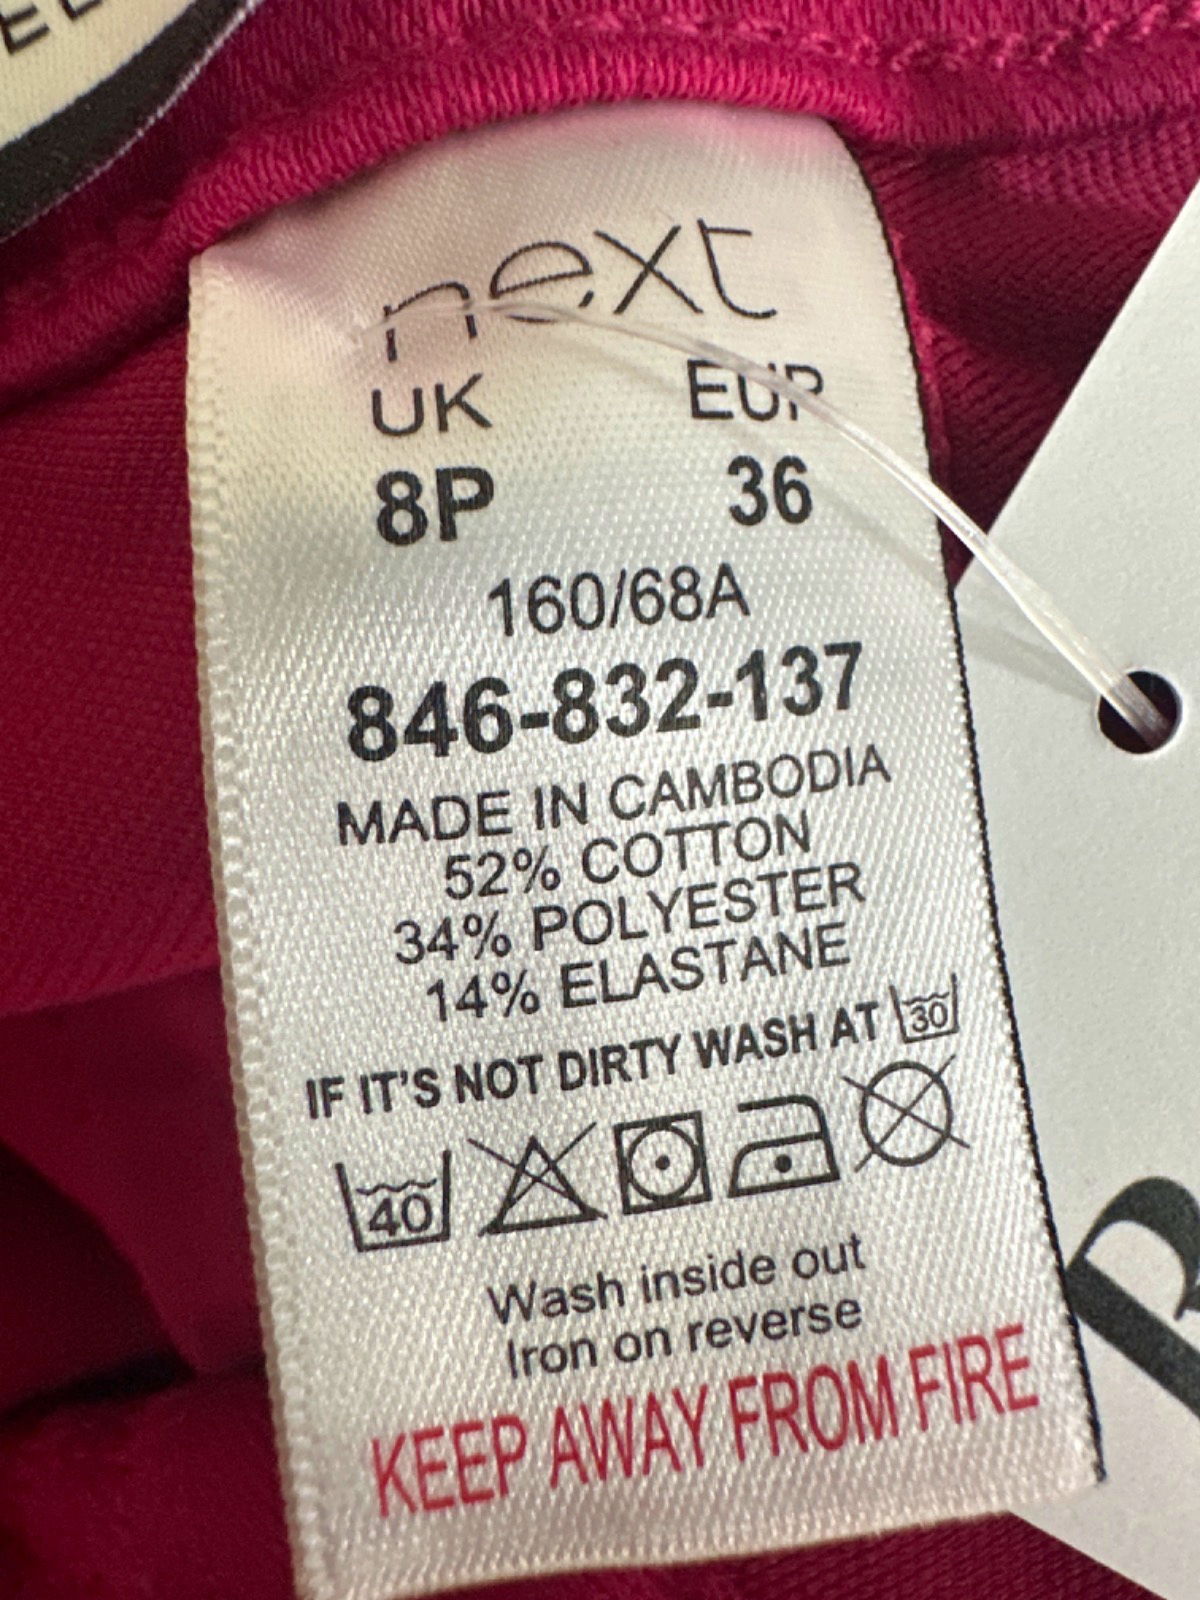 next
UK EUR
8P 36
160/68A
846-832-137
MADE IN CAMBODIA
52% COTTON
34% POLYESTER
14% ELASTANE
IF IT'S NOT DIRTY WASH AT 30
40
Wash inside out
Iron on reverse
KEEP AWAY FROM FIRE